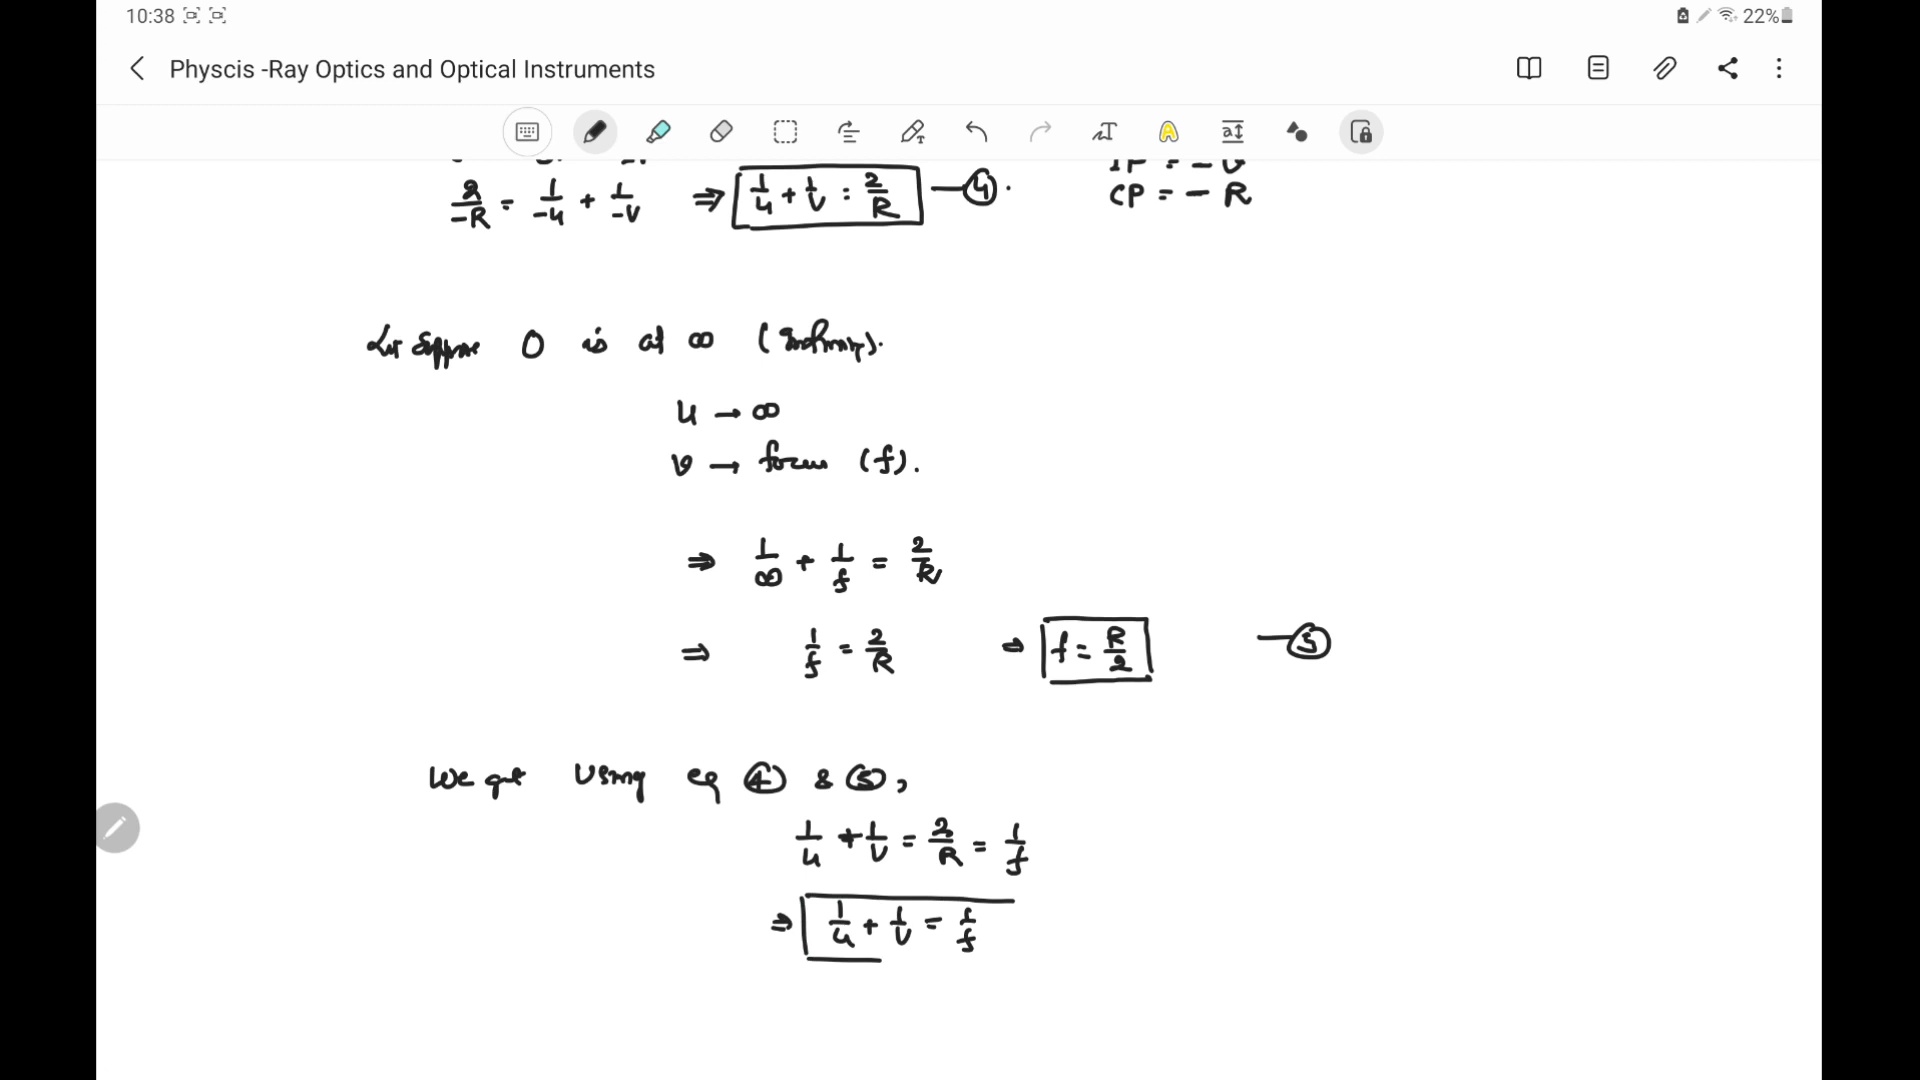 10:38
22%
Physcis -Ray Optics and Optical Instruments
IP = - v
2/-R = 1/-u + 1/-v ⇒ 1/u + 1/v = 2/R —④. CP = - R
Let suppose O is at ∞ (Infinity).
u → ∞
v → focus (f).
⇒ 1/∞ + 1/f = 2/R
⇒ 1/f = 2/R ⇒ f = R/2 —⑤
We get Using eq ④ & ⑤,
1/u + 1/v = 2/R = 1/f
⇒ 1/u + 1/v = 1/f